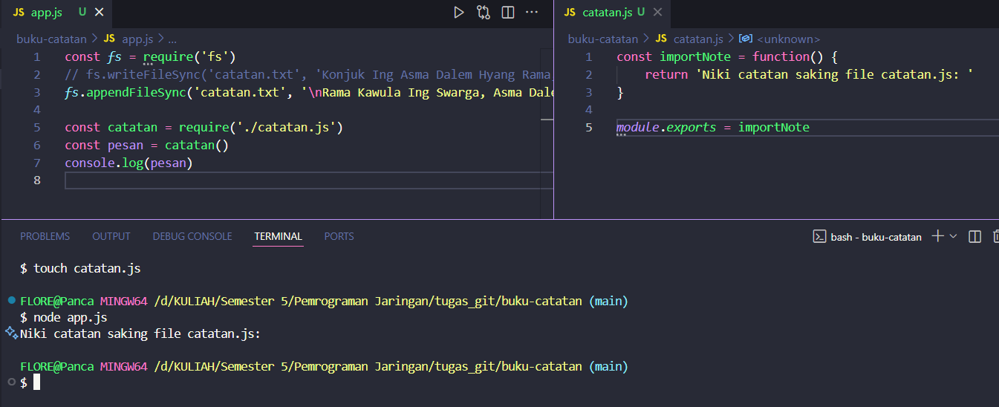 JS app.js U
buku-catatan > JS app.js > ...
1 const fs = require('fs')
2 // fs.writeFileSync('catatan.txt', 'Konjuk Ing Asma Dalem Hyang Rama,
3 fs.appendFileSync('catatan.txt', '\nRama Kawula Ing Swarga, Asma Dale
4
5 const catatan = require('./catatan.js')
6 const pesan = catatan()
7 console.log(pesan)
8
JS catatan.js U
buku-catatan > JS catatan.js > <unknown>
1 const importNote = function() {
2     return 'Niki catatan saking file catatan.js: '
3 }
4
5 module.exports = importNote
PROBLEMS OUTPUT DEBUG CONSOLE TERMINAL PORTS bash - buku-catatan
$ touch catatan.js
FLORE@Panca MINGW64 /d/KULIAH/Semester 5/Pemrograman Jaringan/tugas_git/buku-catatan (main)
$ node app.js
Niki catatan saking file catatan.js:
FLORE@Panca MINGW64 /d/KULIAH/Semester 5/Pemrograman Jaringan/tugas_git/buku-catatan (main)
$